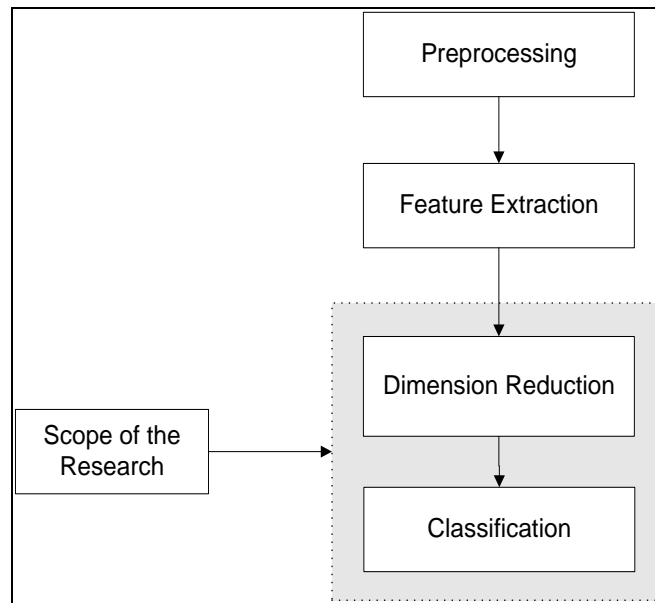 Preprocessing
Feature Extraction
Dimension Reduction
Scope of the
Research
Classification